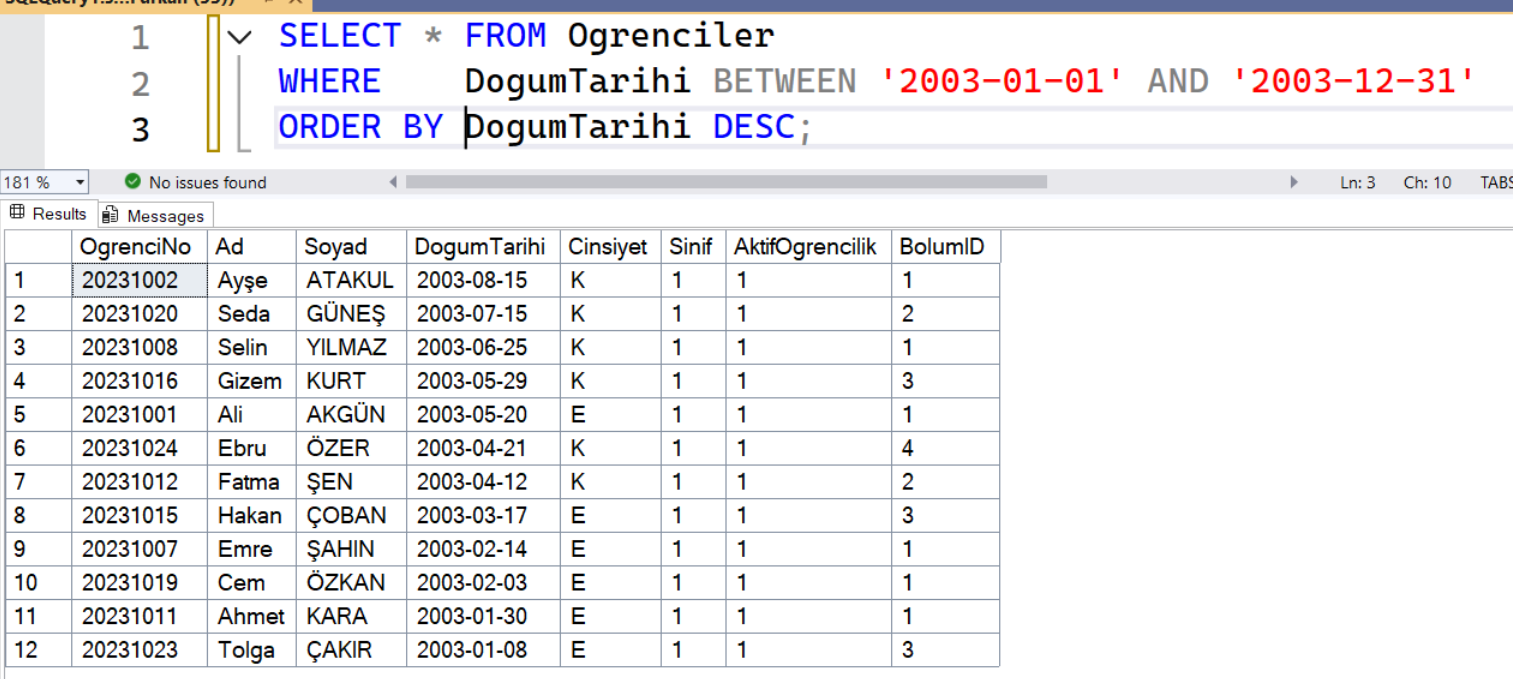 1 SELECT * FROM Ogrenciler
2 WHERE DogumTarihi BETWEEN '2003-01-01' AND '2003-12-31'
3 ORDER BY DogumTarihi DESC;
181 % No issues found Ln: 3 Ch: 10 TABS
Results Messages
OgrenciNo Ad Soyad DogumTarihi Cinsiyet Sinif AktifOgrencilik BolumID
1 20231002 Ayşe ATAKUL 2003-08-15 K 1 1 1
2 20231020 Seda GÜNEŞ 2003-07-15 K 1 1 2
3 20231008 Selin YILMAZ 2003-06-25 K 1 1 1
4 20231016 Gizem KURT 2003-05-29 K 1 1 3
5 20231001 Ali AKGÜN 2003-05-20 E 1 1 1
6 20231024 Ebru ÖZER 2003-04-21 K 1 1 4
7 20231012 Fatma ŞEN 2003-04-12 K 1 1 2
8 20231015 Hakan ÇOBAN 2003-03-17 E 1 1 3
9 20231007 Emre ŞAHIN 2003-02-14 E 1 1 1
10 20231019 Cem ÖZKAN 2003-02-03 E 1 1 1
11 20231011 Ahmet KARA 2003-01-30 E 1 1 1
12 20231023 Tolga ÇAKIR 2003-01-08 E 1 1 3